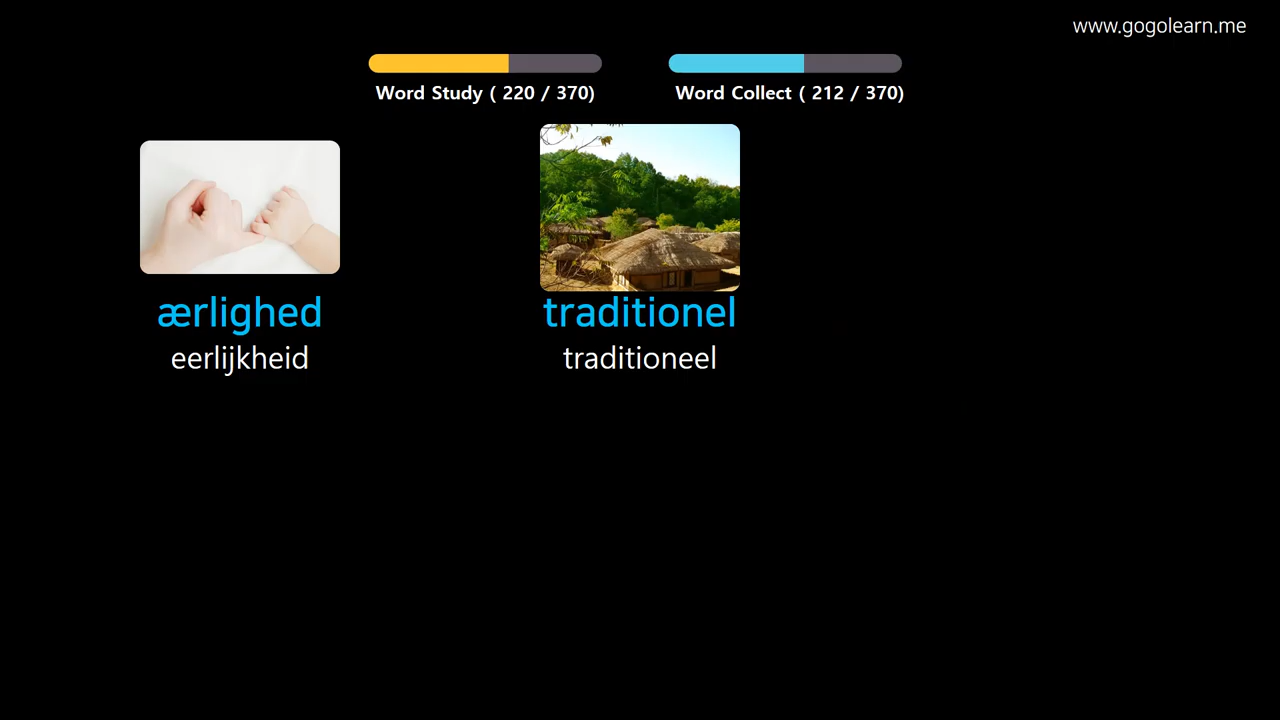 www.gogolearn.me
Word Study ( 220 / 370)
Word Collect ( 212 / 370)
ærlighed
eerlijkheid
traditionel
traditioneel